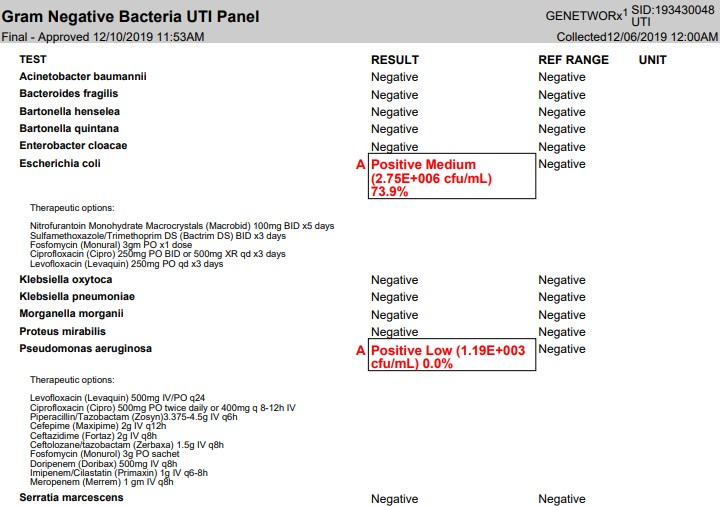 Gram Negative Bacteria UTI Panel
GENETWORx1 SID:193430048
UTI
Final - Approved 12/10/2019 11:53AM Collected12/06/2019 12:00AM
TEST RESULT REF RANGE UNIT
Acinetobacter baumannii Negative Negative
Bacteroides fragilis Negative Negative
Bartonella henselea Negative Negative
Bartonella quintana Negative Negative
Enterobacter cloacae Negative Negative
Escherichia coli A Positive Medium Negative
(2.75E+006 cfu/mL)
73.9%
Therapeutic options:
Nitrofurantoin Monohydrate Macrocrystals (Macrobid) 100mg BID x5 days
Sulfamethoxazole/Trimethoprim DS (Bactrim DS) BID x3 days
Fosfomycin (Monural) 3gm PO x1 dose
Ciprofloxacin (Cipro) 250mg PO BID or 500mg XR qd x3 days
Levofloxacin (Levaquin) 250mg PO qd x3 days
Klebsiella oxytoca Negative Negative
Klebsiella pneumoniae Negative Negative
Morganella morganii Negative Negative
Proteus mirabilis Negative Negative
Pseudomonas aeruginosa A Positive Low (1.19E+003 Negative
cfu/mL) 0.0%
Therapeutic options:
Levofloxacin (Levaquin) 500mg IV/PO q24
Ciprofloxacin (Cipro) 500mg PO twice daily or 400mg q 8-12h IV
Piperacillin/Tazobactam (Zosyn)3.375-4.5g IV q6h
Cefepime (Maxipime) 2g IV q12h
Ceftazidime (Fortaz) 2g IV q8h
Ceftolozane/tazobactam (Zerbaxa) 1.5g IV q8h
Fosfomycin (Monurol) 3g PO sachet
Doripenem (Doribax) 500mg IV q8h
Imipenem/Cilastatin (Primaxin) 1g IV q6-8h
Meropenem (Merrem) 1 gm IV q8h
Serratia marcescens Negative Negative